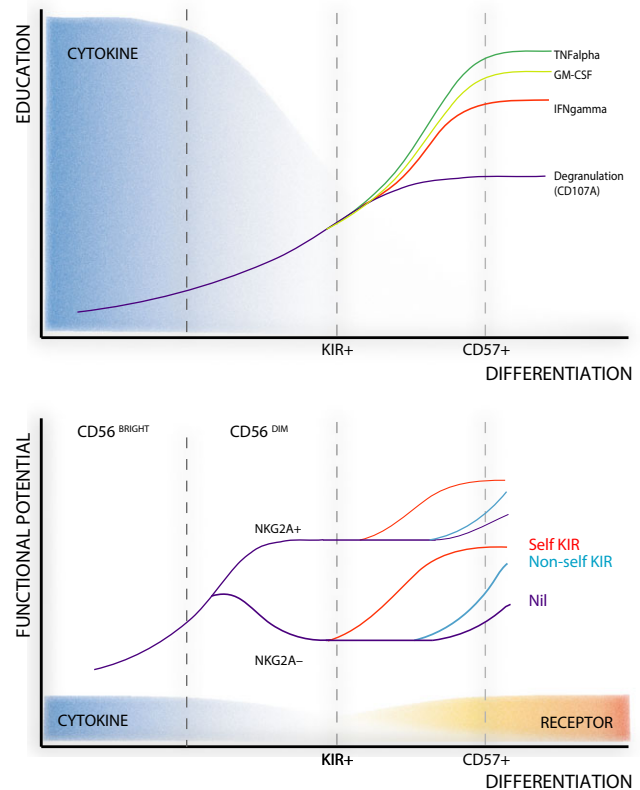 EDUCATION
CYTOKINE
TNFalpha
GM-CSF
IFNgamma
Degranulation
(CD107A)
KIR+
CD57+
DIFFERENTIATION
FUNCTIONAL POTENTIAL
CD56 BRIGHT
CD56 DIM
NKG2A+
Self KIR
Non-self KIR
Nil
NKG2A–
CYTOKINE
RECEPTOR
KIR+
CD57+
DIFFERENTIATION